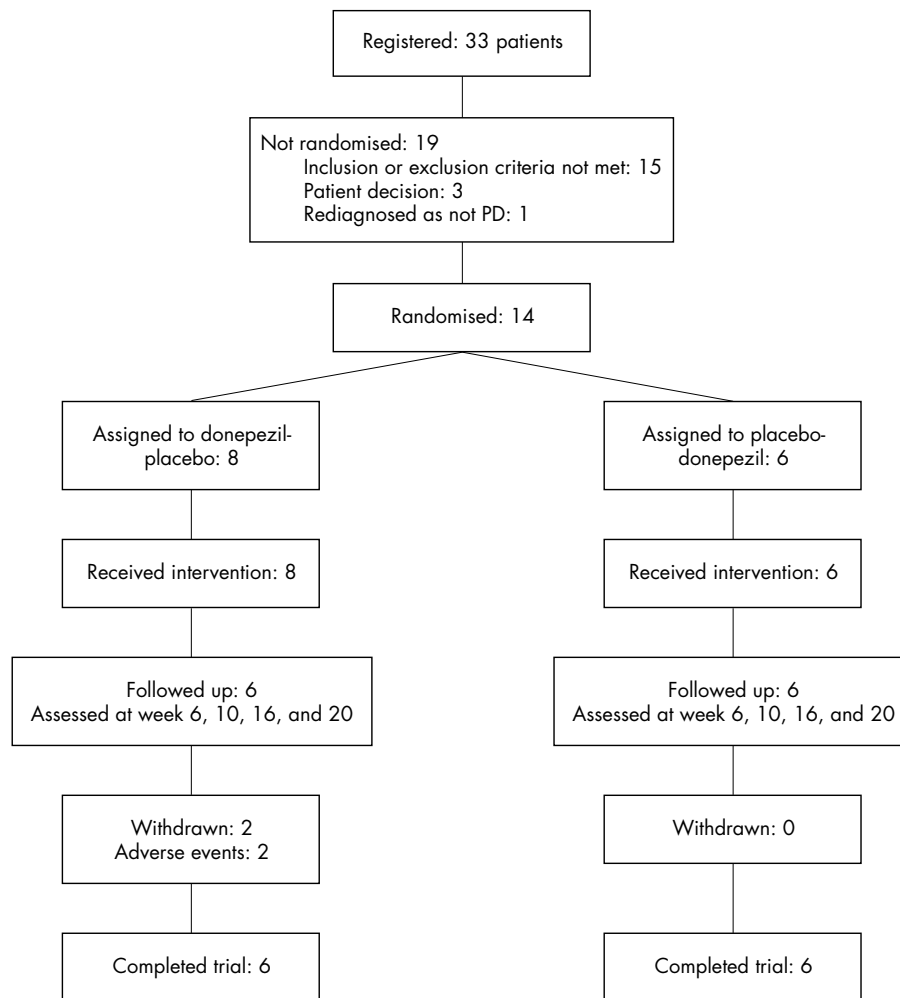 Registered: 33 patients
Not randomised: 19
Inclusion or exclusion criteria not met: 15
Patient decision: 3
Rediagnosed as not PD: 1
Randomised: 14
Assigned to donepezil-
placebo: 8
Received intervention: 8
Followed up: 6
Assessed at week 6, 10, 16, and 20
Withdrawn: 2
Adverse events: 2
Completed trial: 6
Assigned to placebo-
donepezil: 6
Received intervention: 6
Followed up: 6
Assessed at week 6, 10, 16, and 20
Withdrawn: 0
Completed trial: 6